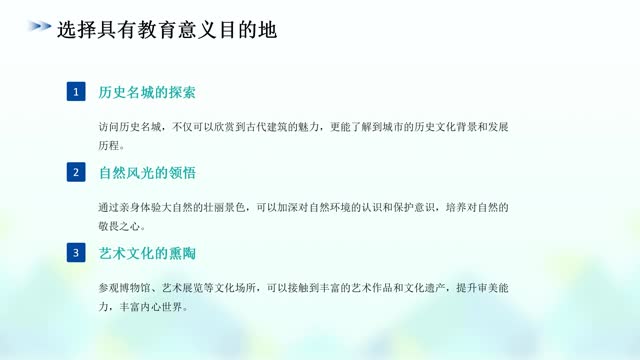 选择具有教育意义目的地
1 历史名城的探索
访问历史名城，不仅可以欣赏到古代建筑的魅力，更能了解到城市的历史文化背景和发展
历程。
2 自然风光的领悟
通过亲身体验大自然的壮丽景色，可以加深对自然环境的认识和保护意识，培养对自然的
敬畏之心。
3 艺术文化的熏陶
参观博物馆、艺术展览等文化场所，可以接触到丰富的艺术作品和文化遗产，提升审美能
力，丰富内心世界。